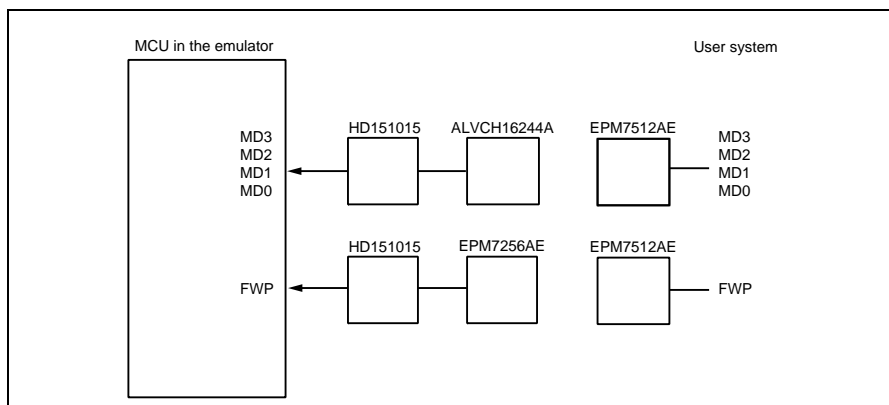 MCU in the emulator
User system
HD151015 ALVCH16244A EPM7512AE
MD3 MD3
MD2 MD2
MD1 MD1
MD0 MD0
HD151015 EPM7256AE EPM7512AE
FWP FWP